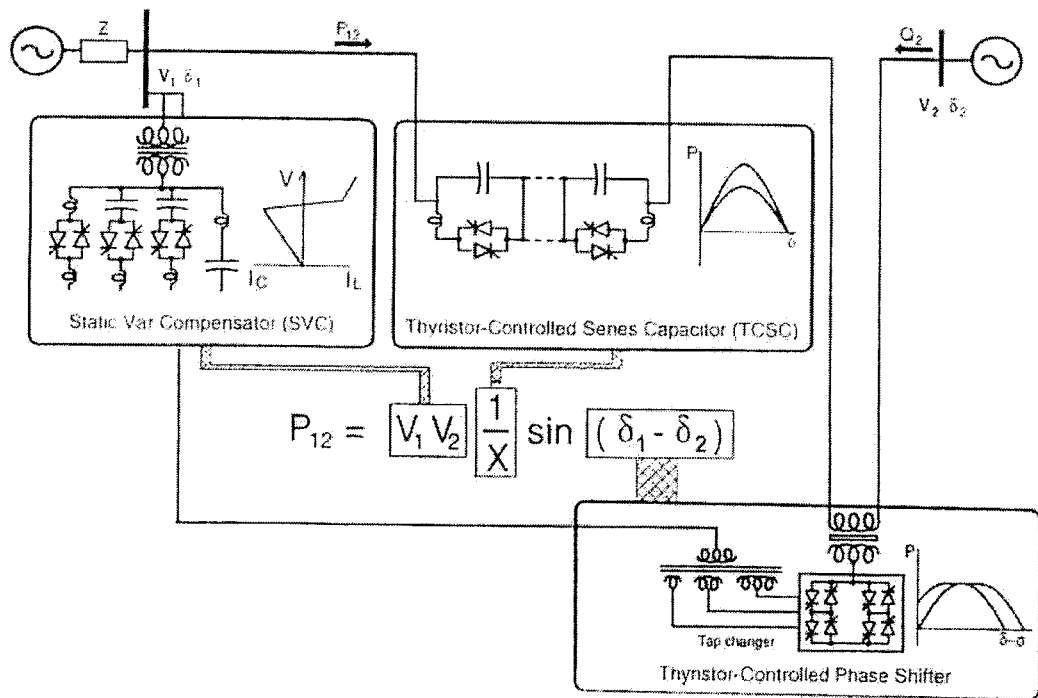 Z
P12
Q2
V1 δ1
V2 δ2
V
IC
IL
P
δ
Static Var Compensator (SVC)
Thyristor-Controlled Series Capacitor (TCSC)
P12 = V1 V2 1/X sin (δ1 - δ2)
P
δ-σ
Tap changer
Thyristor-Controlled Phase Shifter